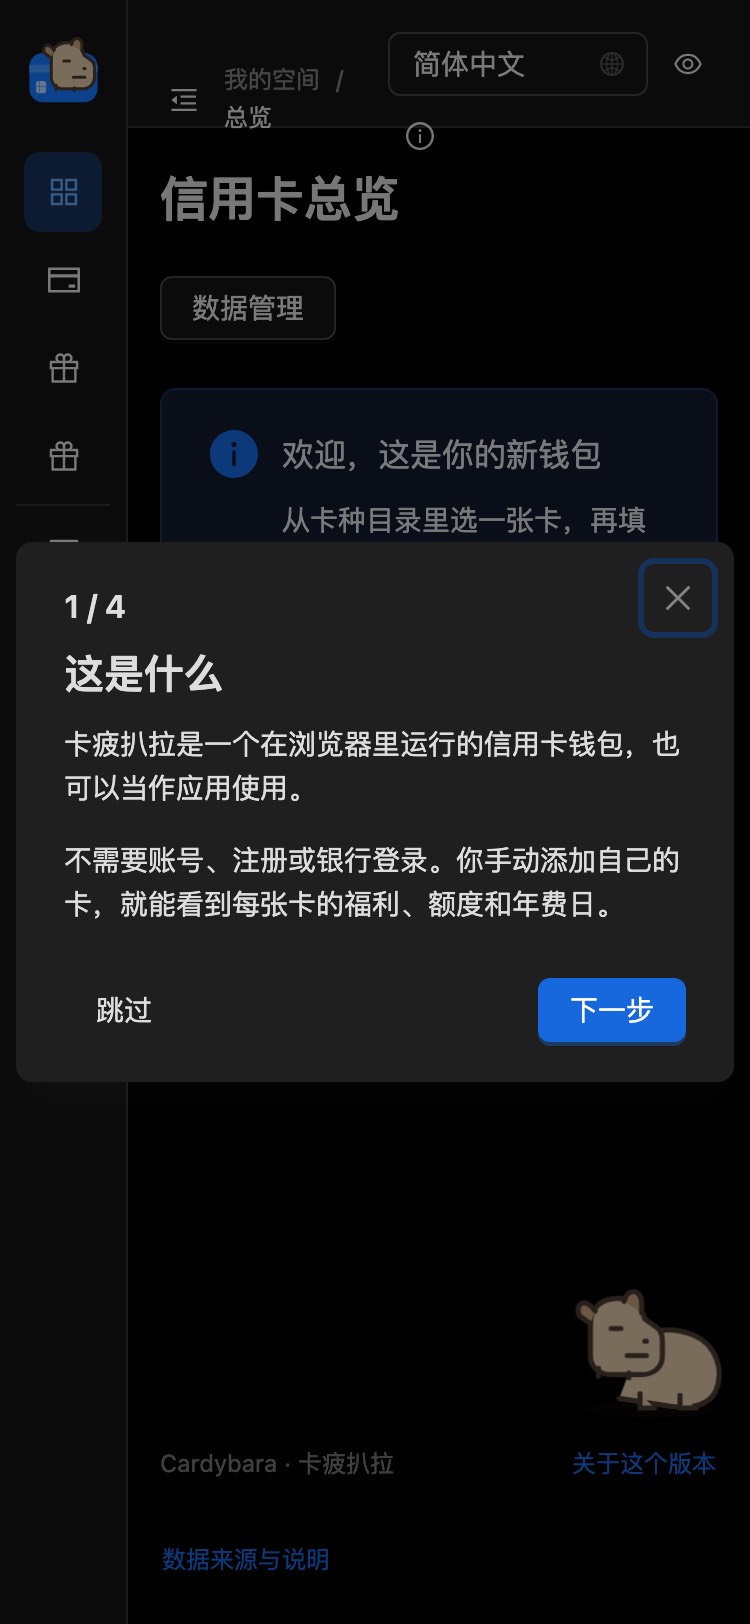 我的空间 /
总览
简体中文
信用卡总览
数据管理
欢迎，这是你的新钱包
从卡种目录里选一张卡，再填
1 / 4
这是什么
卡疲扒拉是一个在浏览器里运行的信用卡钱包，也
可以当作应用使用。
不需要账号、注册或银行登录。你手动添加自己的
卡，就能看到每张卡的福利、额度和年费日。
跳过
下一步
Cardybara · 卡疲扒拉
关于这个版本
数据来源与说明